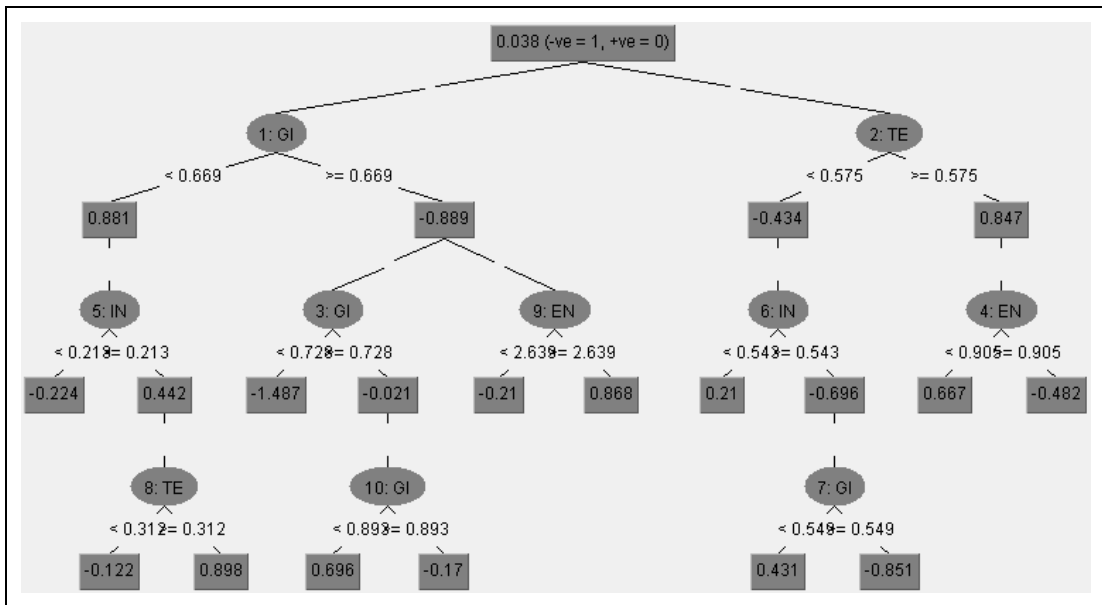 0.038 (-ve = 1, +ve = 0)
1: GI 2: TE
< 0.669 >= 0.669 < 0.575 >= 0.575
0.881 -0.889 -0.434 0.847
5: IN 3: GI 9: EN 6: IN 4: EN
< 0.213 >= 0.213 < 0.728 >= 0.728 < 2.639 >= 2.639 < 0.543 >= 0.543 < 0.905 >= 0.905
-0.224 0.442 -1.487 -0.021 -0.21 0.868 0.21 -0.696 0.667 -0.482
8: TE 10: GI 7: GI
< 0.312 >= 0.312 < 0.893 >= 0.893 < 0.549 >= 0.549
-0.122 0.898 0.696 -0.17 0.431 -0.851